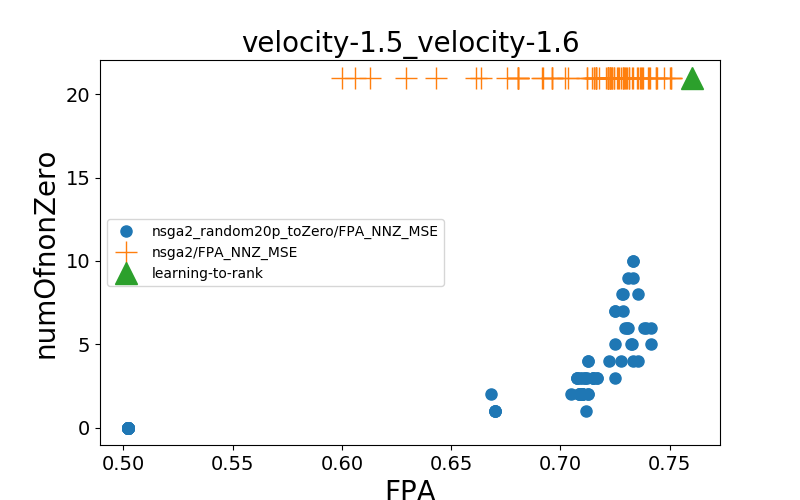 velocity-1.5_velocity-1.6
numOfnonZero
20
15
10
5
0
nsga2_random20p_toZero/FPA_NNZ_MSE
nsga2/FPA_NNZ_MSE
learning-to-rank
0.50 0.55 0.60 0.65 0.70 0.75
FPA